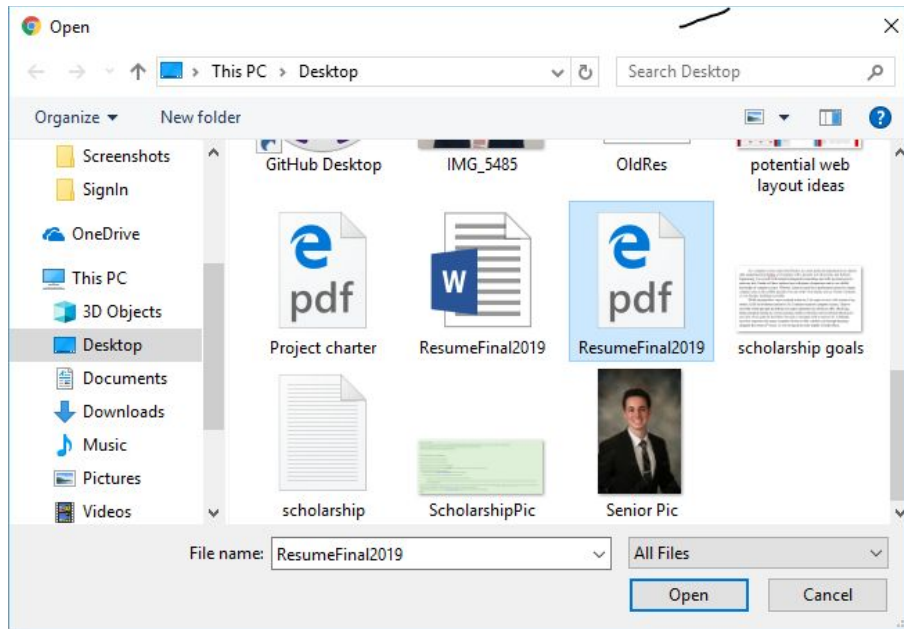 Open
This PC > Desktop
Search Desktop
Organize
New folder
Screenshots
SignIn
OneDrive
This PC
3D Objects
Desktop
Documents
Downloads
Music
Pictures
Videos
GitHub Desktop
IMG_5485
OldRes
potential web
layout ideas
pdf
W
pdf
Project charter
ResumeFinal2019
ResumeFinal2019
scholarship goals
scholarship
ScholarshipPic
Senior Pic
File name:
ResumeFinal2019
All Files
Open
Cancel